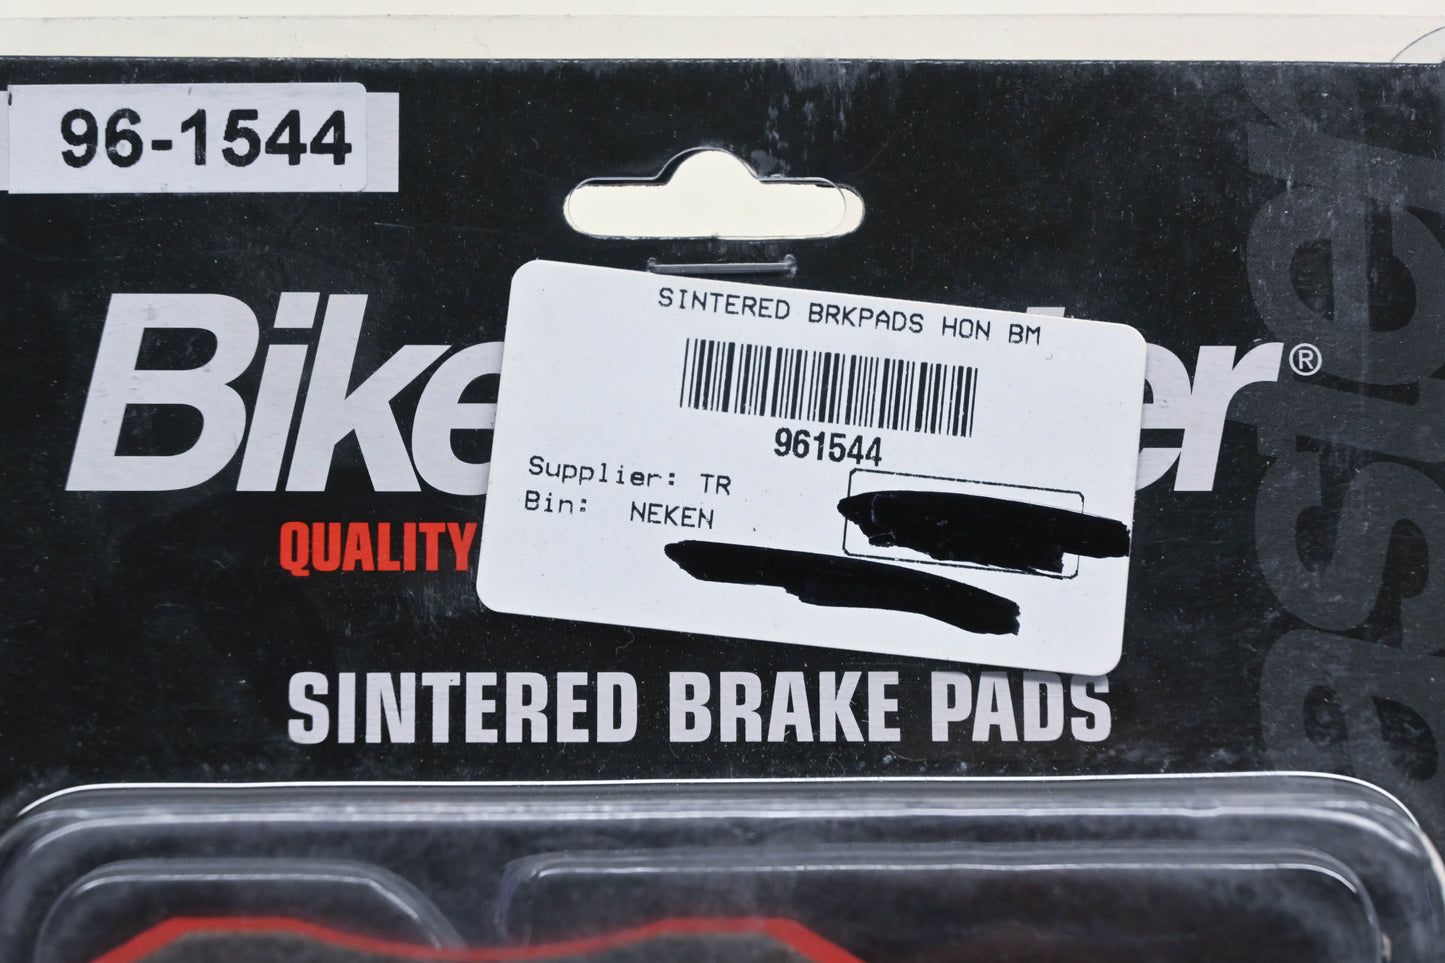 96-1544
SINTERED BRKPADS HON BM
961544
Supplier: TR
Bin: NEKEN
Bike er®
QUALITY
SINTERED BRAKE PADS